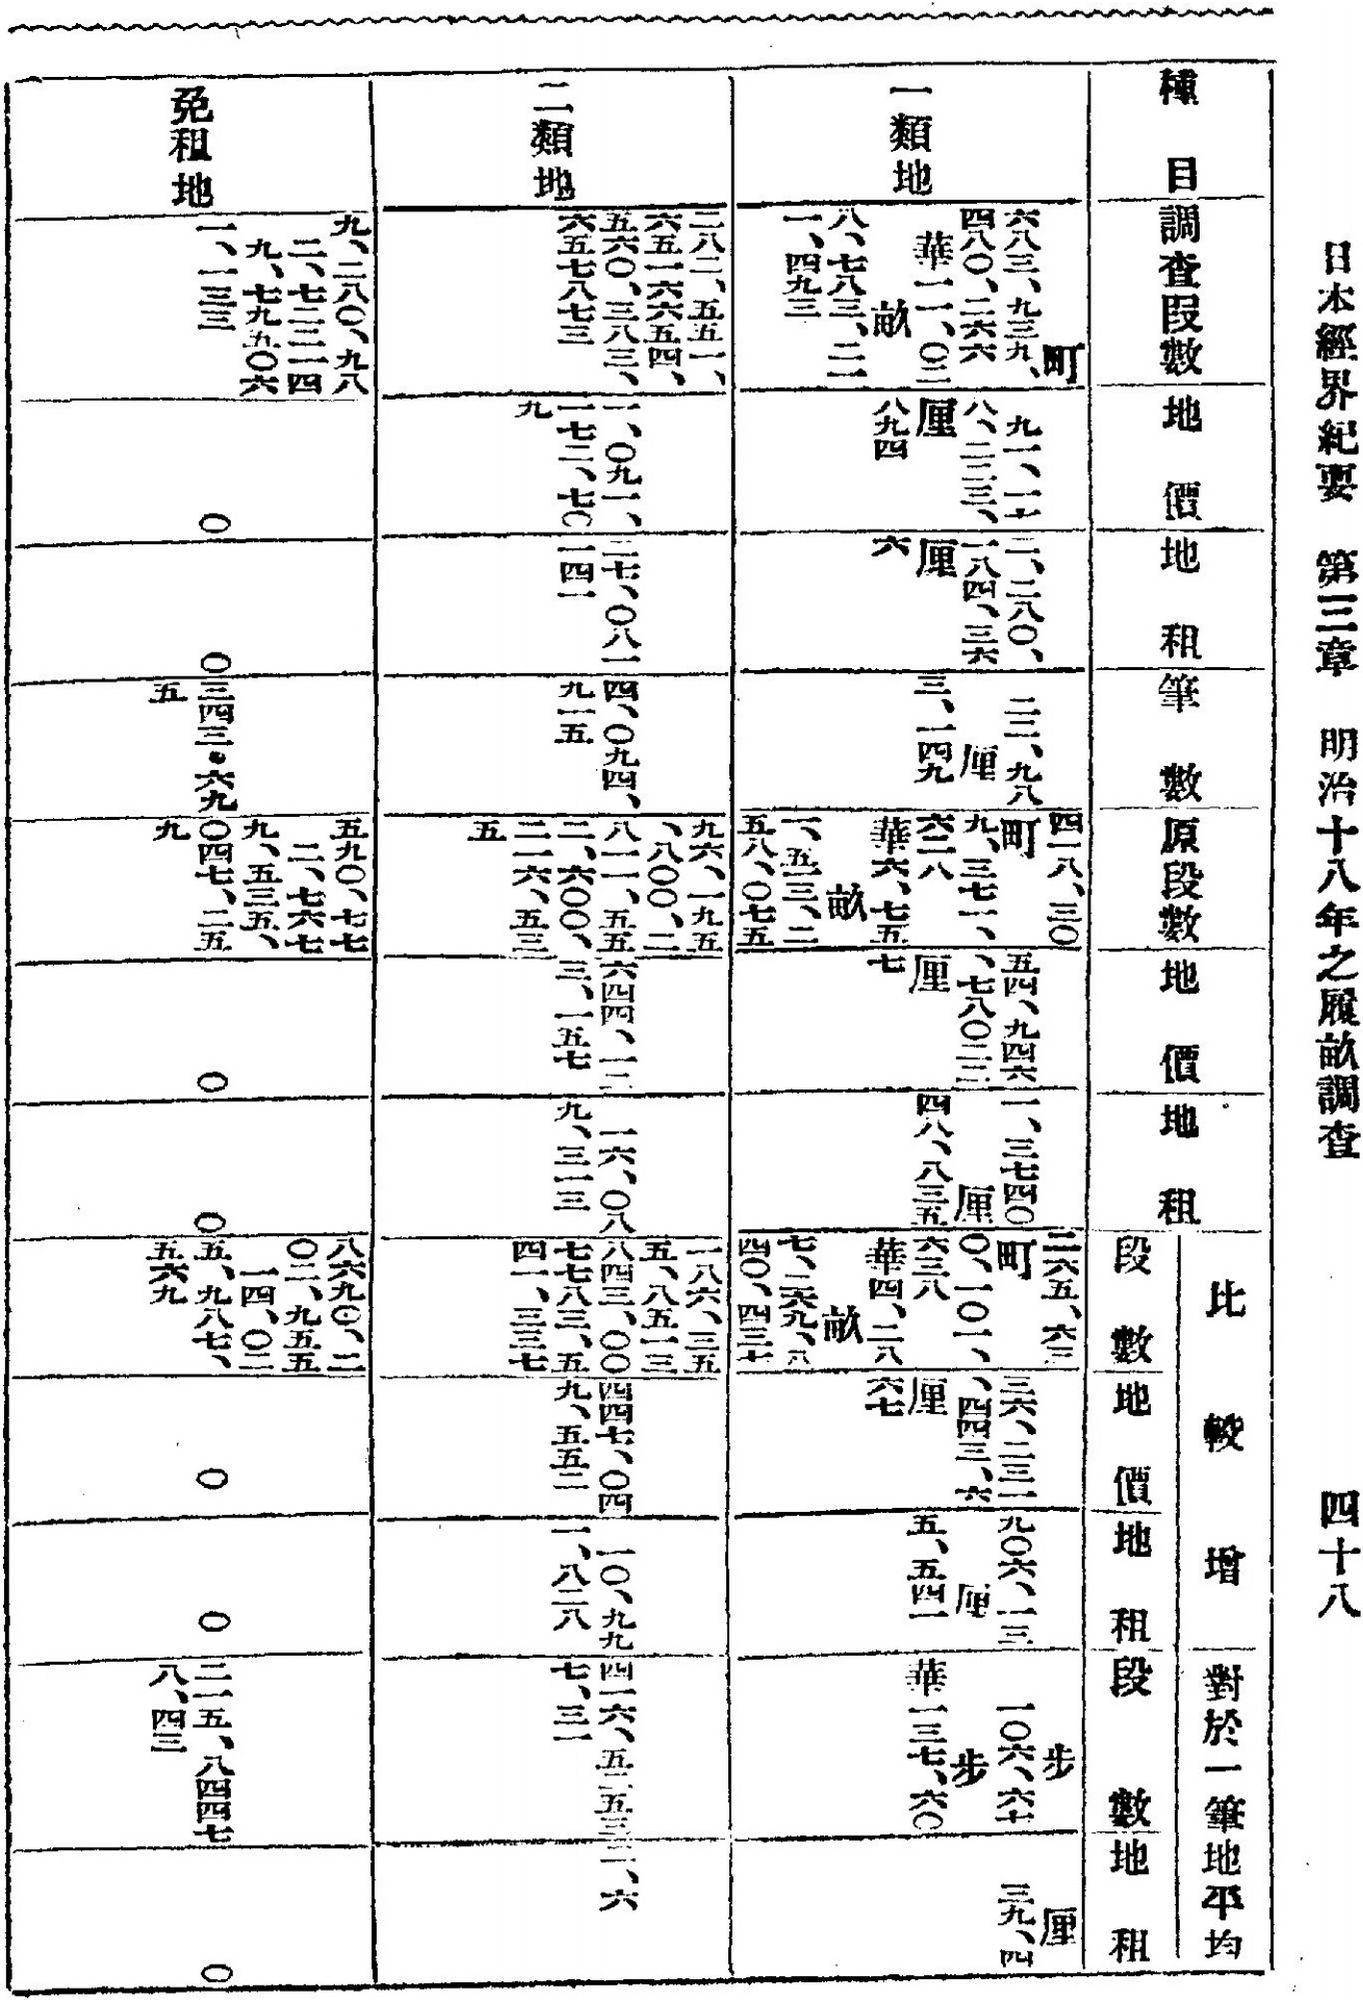 日本經界紀要　第三章　明治十八年之履畝調查　四十八
種目
調查段數
地價
地租
筆數
原段數
地價
地租
比較增
段數
地價
地租
對於一筆地平均
段數
地租
一類地
町
六八三、九三九、
四八〇、二六六
華一一、〇三
畝
八、七八三、二一
一、四九三
九一、一七
八、二三三、
厘
八九四
二、二八〇、
一八四、三六
厘
六
二二、九八
厘
三、一四九
四一八、三〇
町
九、三七一、
六二八
華六、七五
畝
一、五一三、二
五八、〇七五
五四、九四六
、七八〇二二
厘
七
一、三七四〇
厘
四八、八三五
二六五、六三
町
〇、一〇一、
六三八
華四、二八
畝
七、二六九、八
四〇、四三七
三六、二三一
、四四三、六
厘
六七
九〇六、一三
厘
五、五四一
步
一〇六、六七
步
華一三七、六〇
厘
三九、四
二類地
二八二、五五一、
六五一六六五四、
五六〇、三八三、
六五七八七三
一、〇九一、
一七二、七〇
九
二七、〇八一
一四一
四、〇九四、
九一五
九六、一九五
、八〇〇、二
八一一、五五
二、六〇〇、
二一六、五三
五
六四四、一二
三、一五七
一六、〇八
九、三一三
一八六、三五
五、八五一三
八四三、〇〇
七七八三、五
四一、三三七
四四七、〇四
九、五五二
一〇、九九
一、八二八
四一六、五二五三
七、三一
二、六
免租地
九、二八〇、九八
二、七二二一四
九、七九九〇六
一、一三三
〇
〇
三四三・六九
五
五九〇、七七
二、七六七
九、五三五、
〇四七、二五
九
〇
〇
八六九〇、二
〇二、九五五
一四、〇二
五、九八七、
五六九
〇
〇
二一五、八四四七
八、四三
〇